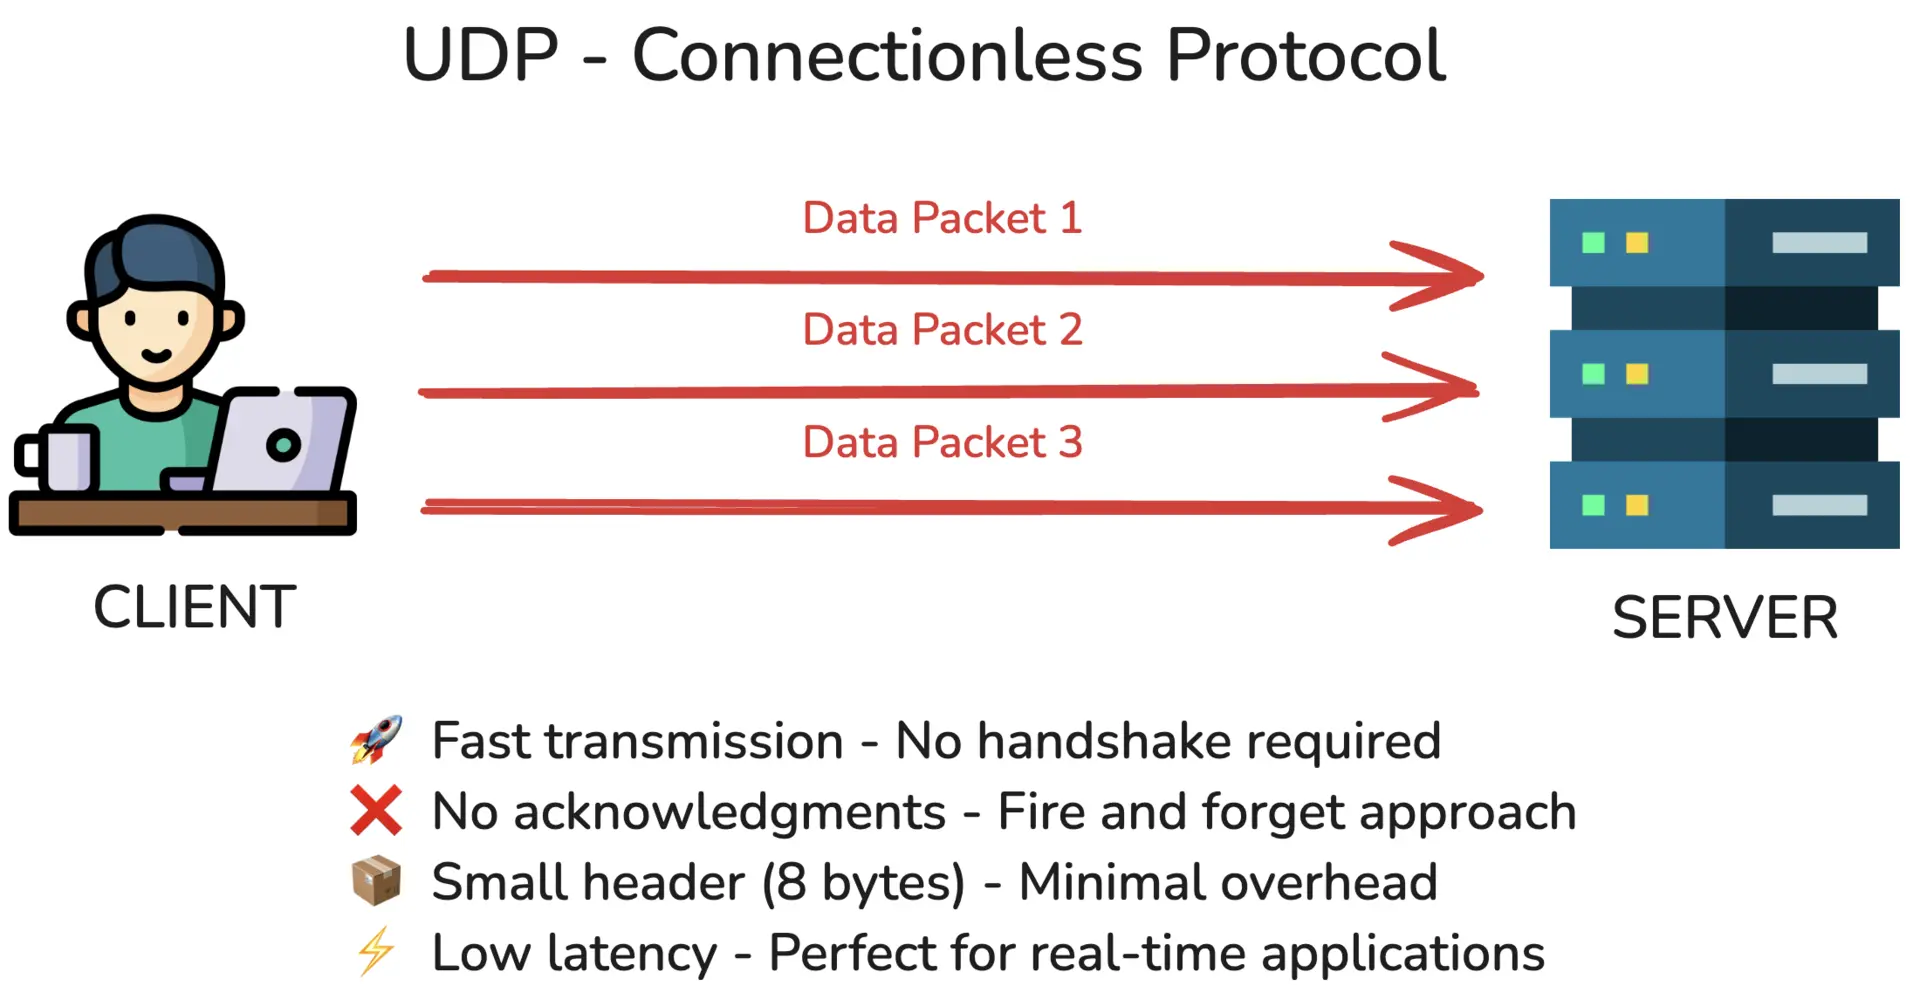 UDP - Connectionless Protocol
Data Packet 1
Data Packet 2
Data Packet 3
CLIENT
SERVER
🚀 Fast transmission - No handshake required
❌ No acknowledgments - Fire and forget approach
📦 Small header (8 bytes) - Minimal overhead
⚡ Low latency - Perfect for real-time applications